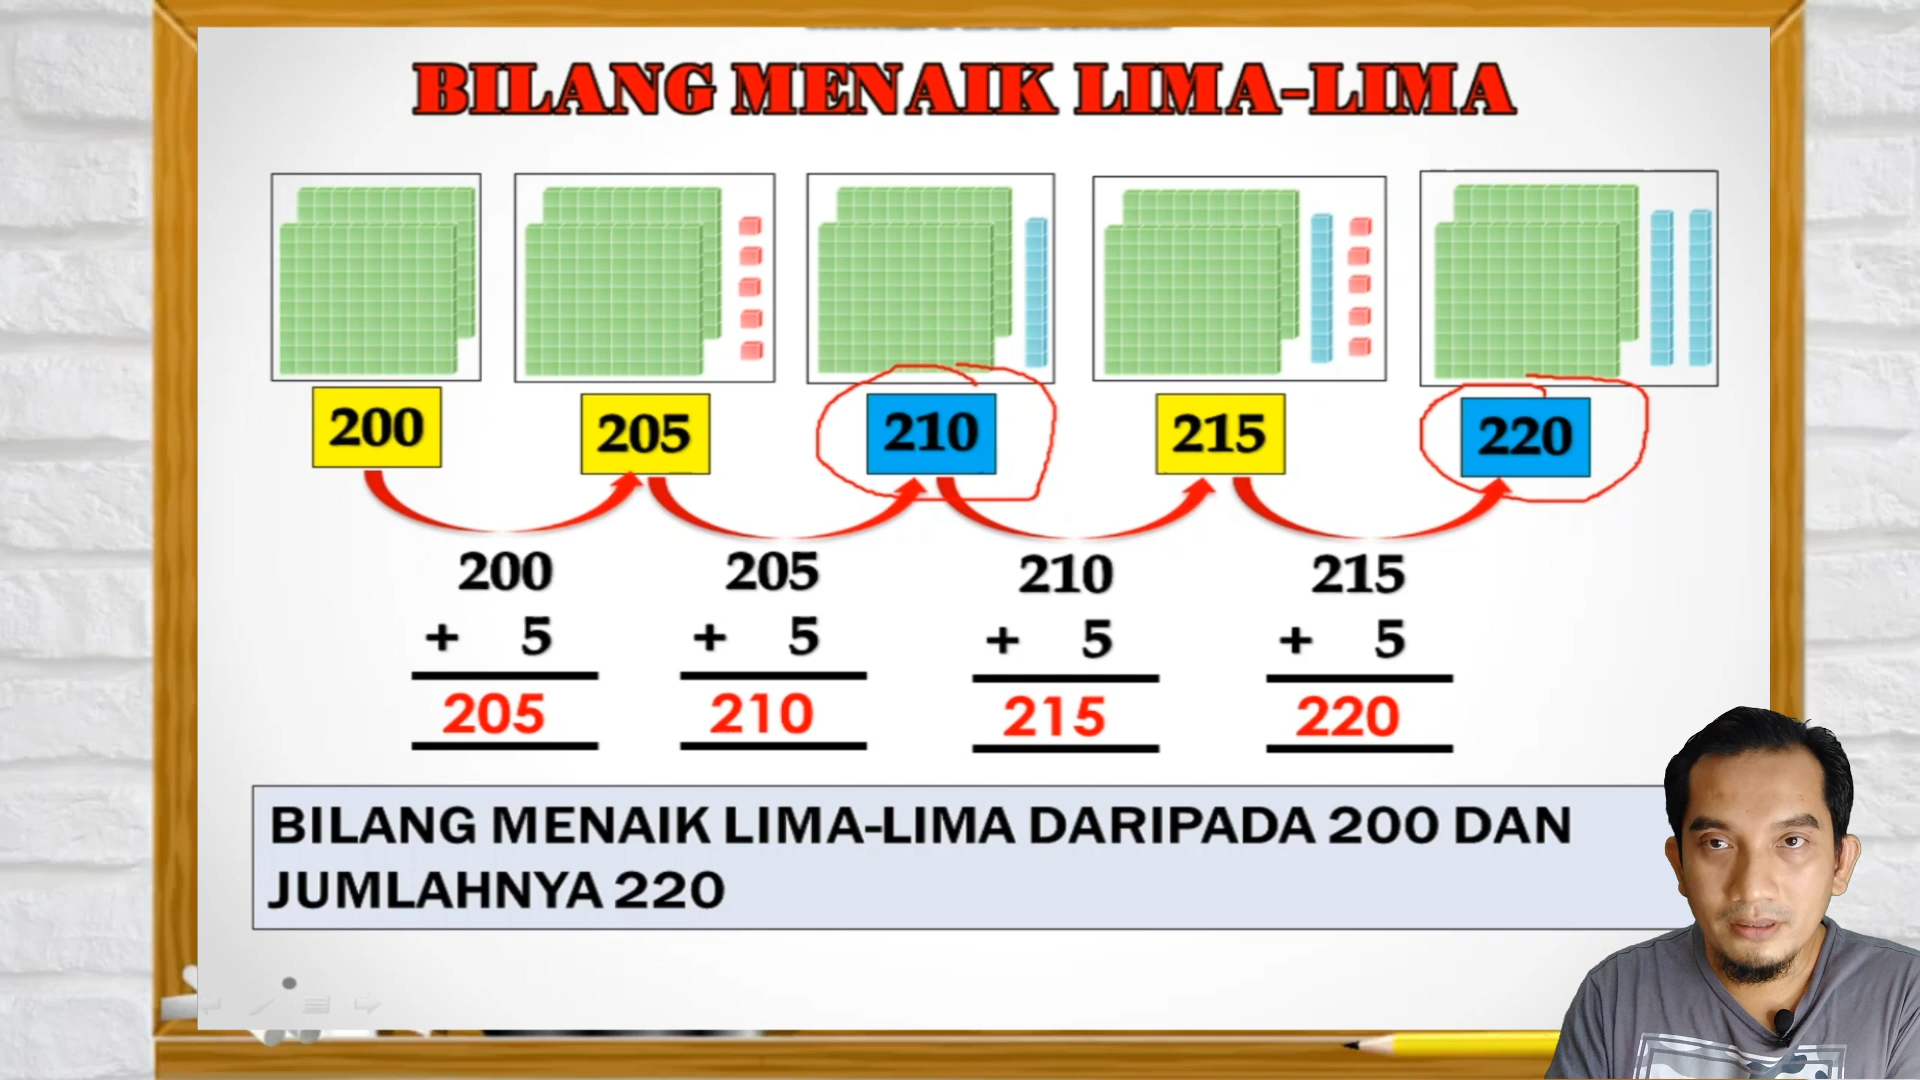 BILANG MENAIK LIMA-LIMA
200 205 210 215 220
200 205 210 215
+ 5 + 5 + 5 + 5
205 210 215 220
BILANG MENAIK LIMA-LIMA DARIPADA 200 DAN
JUMLAHNYA 220